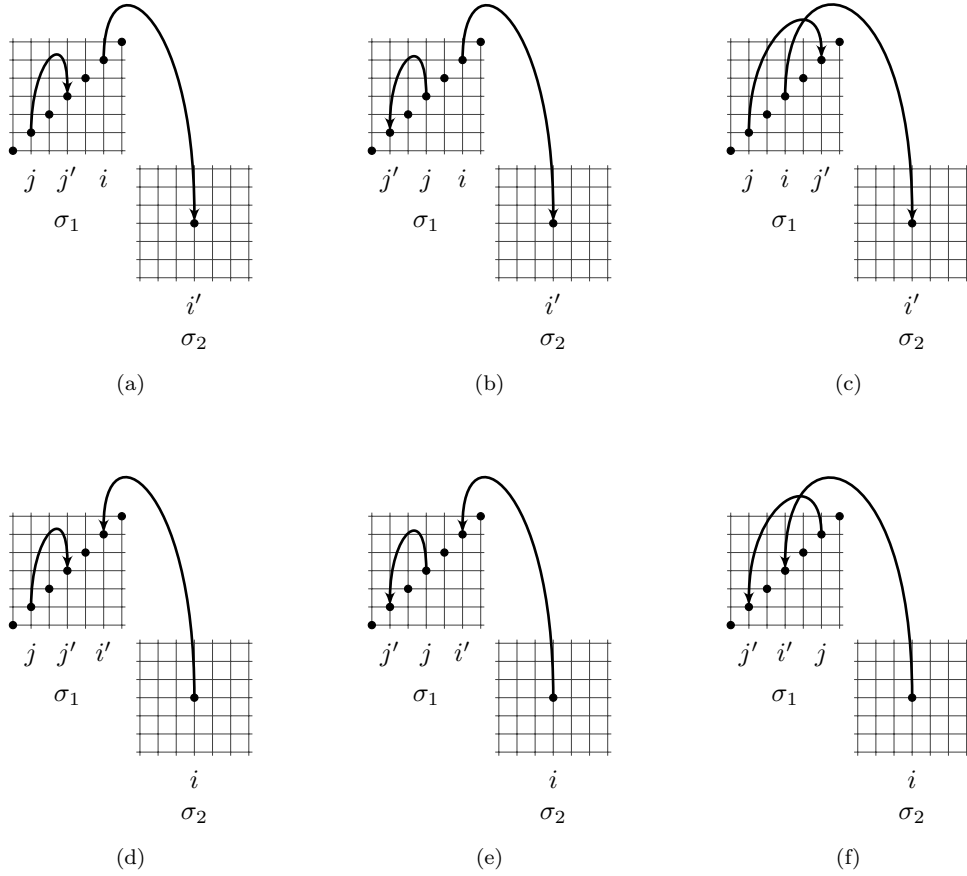 j j′ i
σ1
i′
σ2
(a)
j′ j i
σ1
i′
σ2
(b)
j i j′
σ1
i′
σ2
(c)
j j′ i′
σ1
i
σ2
(d)
j′ j i′
σ1
i
σ2
(e)
j′ i′ j
σ1
i
σ2
(f)